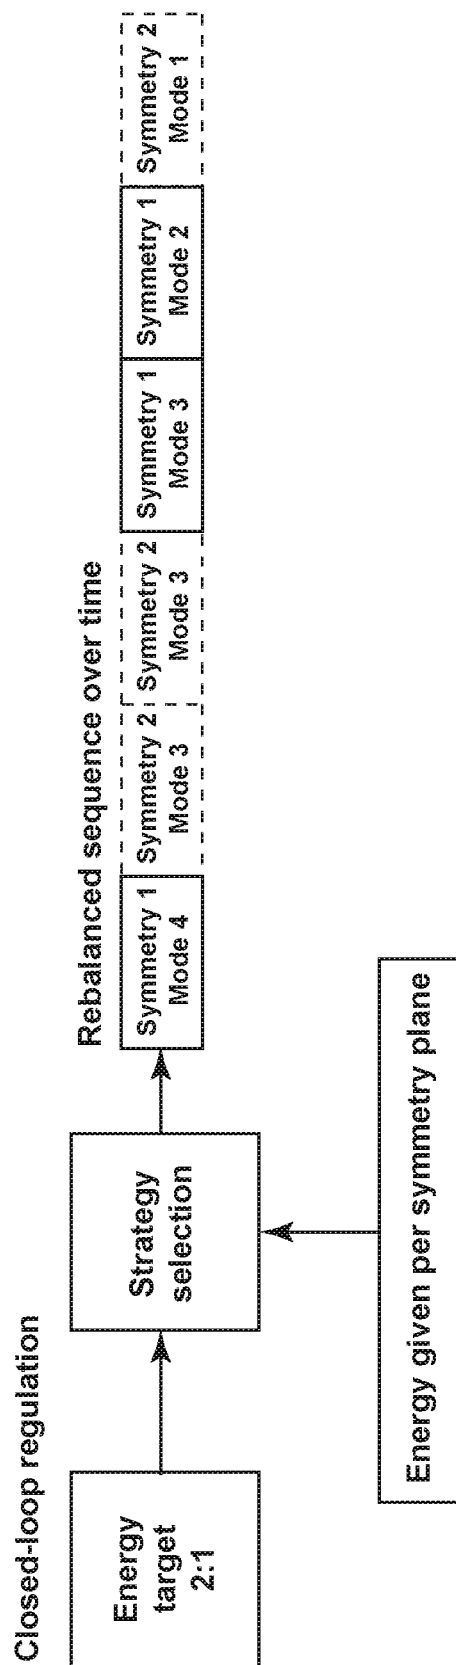 Closed-loop regulation
Energy
target
2:1
Strategy
selection
Energy given per symmetry plane
Rebalanced sequence over time
Symmetry 1
Mode 4
Symmetry 2
Mode 3
Symmetry 2
Mode 3
Symmetry 1
Mode 3
Symmetry 1
Mode 2
Symmetry 2
Mode 1